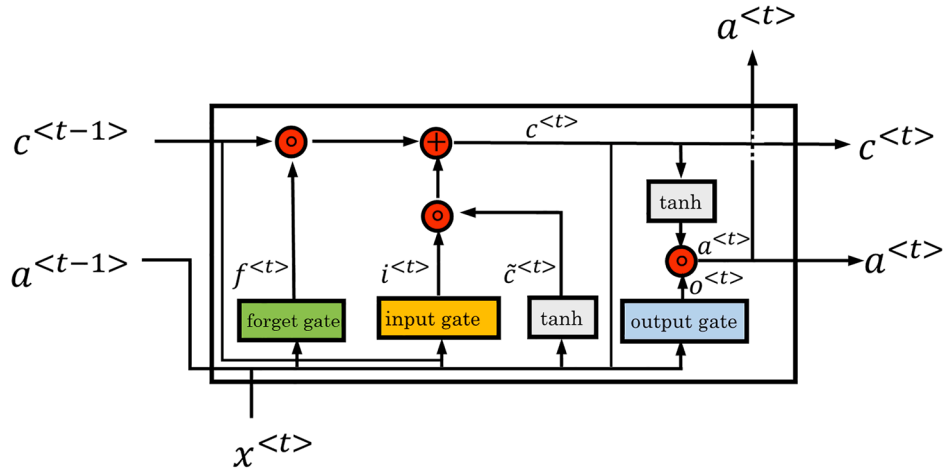 a^{<t>}
c^{<t-1>}
c^{<t>}
c^{<t>}
tanh
a^{<t-1>}
f^{<t>}
i^{<t>}
c̃^{<t>}
a^{<t>}
a^{<t>}
o^{<t>}
forget gate
input gate
tanh
output gate
x^{<t>}